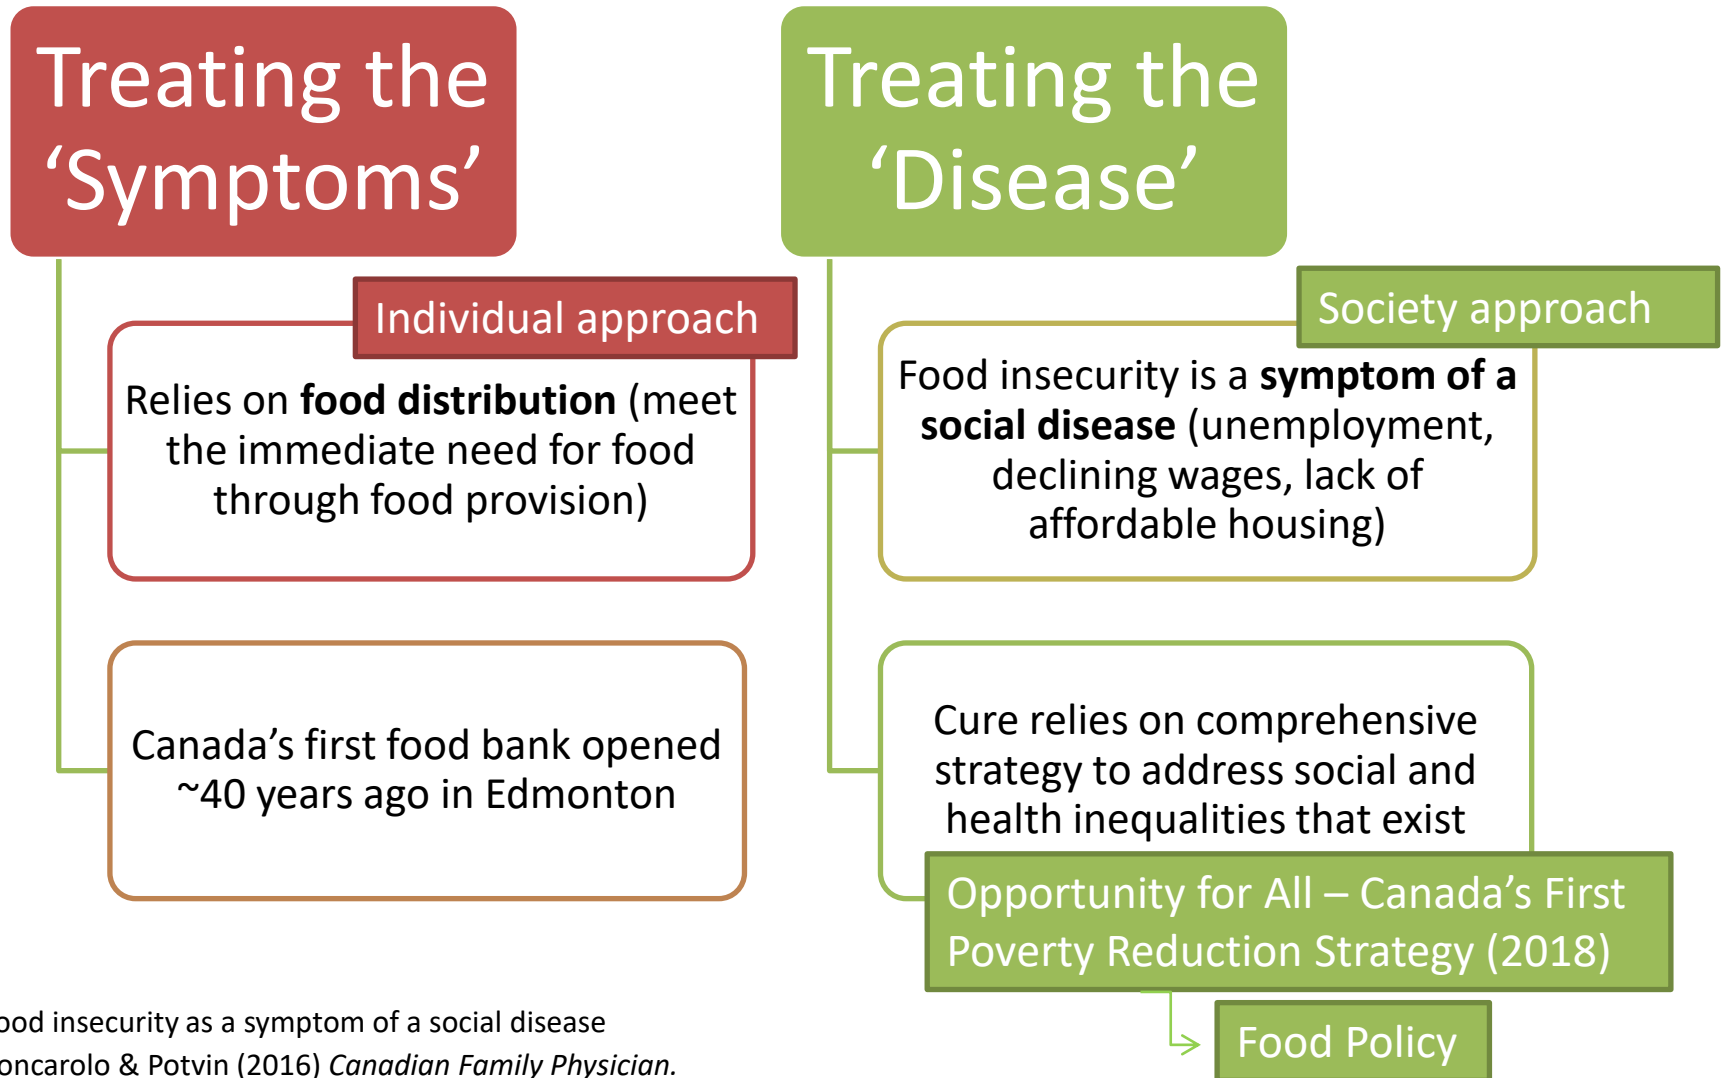 Treating the
‘Symptoms’
Individual approach
Relies on food distribution (meet
the immediate need for food
through food provision)
Canada’s first food bank opened
~40 years ago in Edmonton
Treating the
‘Disease’
Society approach
Food insecurity is a symptom of a
social disease (unemployment,
declining wages, lack of
affordable housing)
Cure relies on comprehensive
strategy to address social and
health inequalities that exist
Opportunity for All – Canada’s First
Poverty Reduction Strategy (2018)
Food Policy
ood insecurity as a symptom of a social disease
oncarolo & Potvin (2016) Canadian Family Physician.